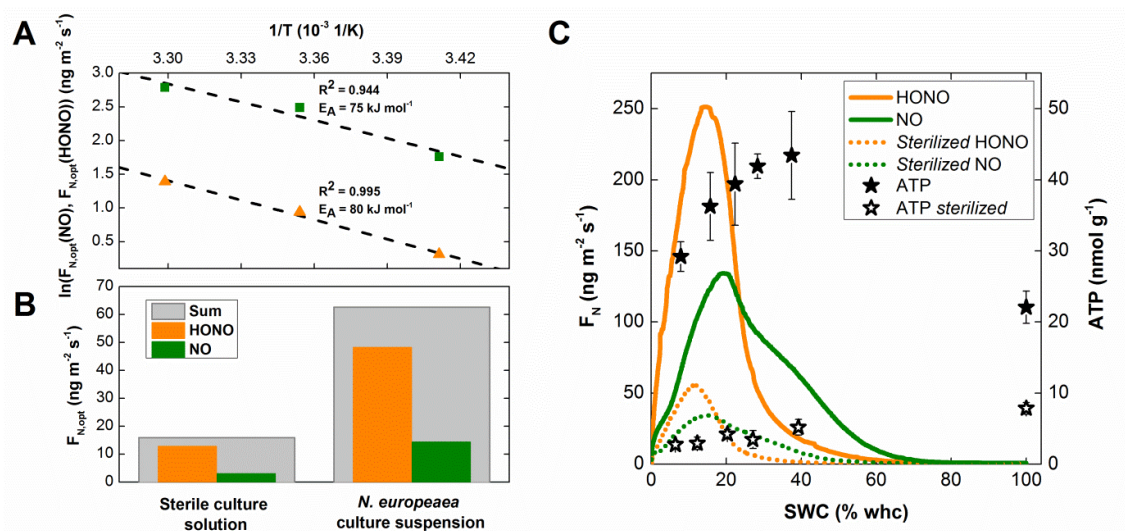 A
1/T (10⁻³ 1/K)
3.30 3.33 3.36 3.39 3.42
ln(F_N,opt(NO), F_N,opt(HONO)) (ng m⁻² s⁻¹)
3.0
2.5
2.0
1.5
1.0
0.5
R² = 0.944
E_A = 75 kJ mol⁻¹
R² = 0.995
E_A = 80 kJ mol⁻¹
B
F_N,opt (ng m⁻² s⁻¹)
70
60
50
40
30
20
10
0
Sum
HONO
NO
Sterile culture
solution
N. europeaea
culture suspension
C
F_N (ng m⁻² s⁻¹)
250
200
150
100
50
0
HONO
NO
Sterilized HONO
Sterilized NO
ATP
ATP sterilized
50
40
30
20
10
0
ATP (nmol g⁻¹)
0 20 40 60 80 100
SWC (% whc)